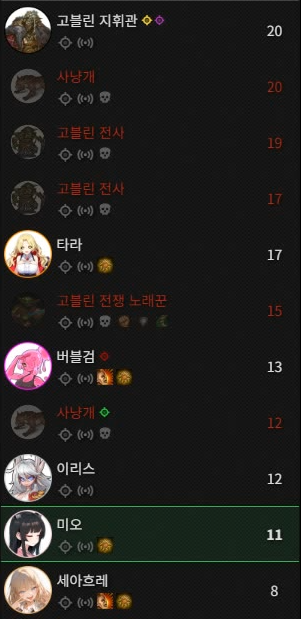 고블린 지휘관
20
사냥개
20
고블린 전사
19
고블린 전사
17
타라
17
고블린 전쟁 노래꾼
15
버블검
13
사냥개
12
이리스
12
미오
11
세아흐레
8